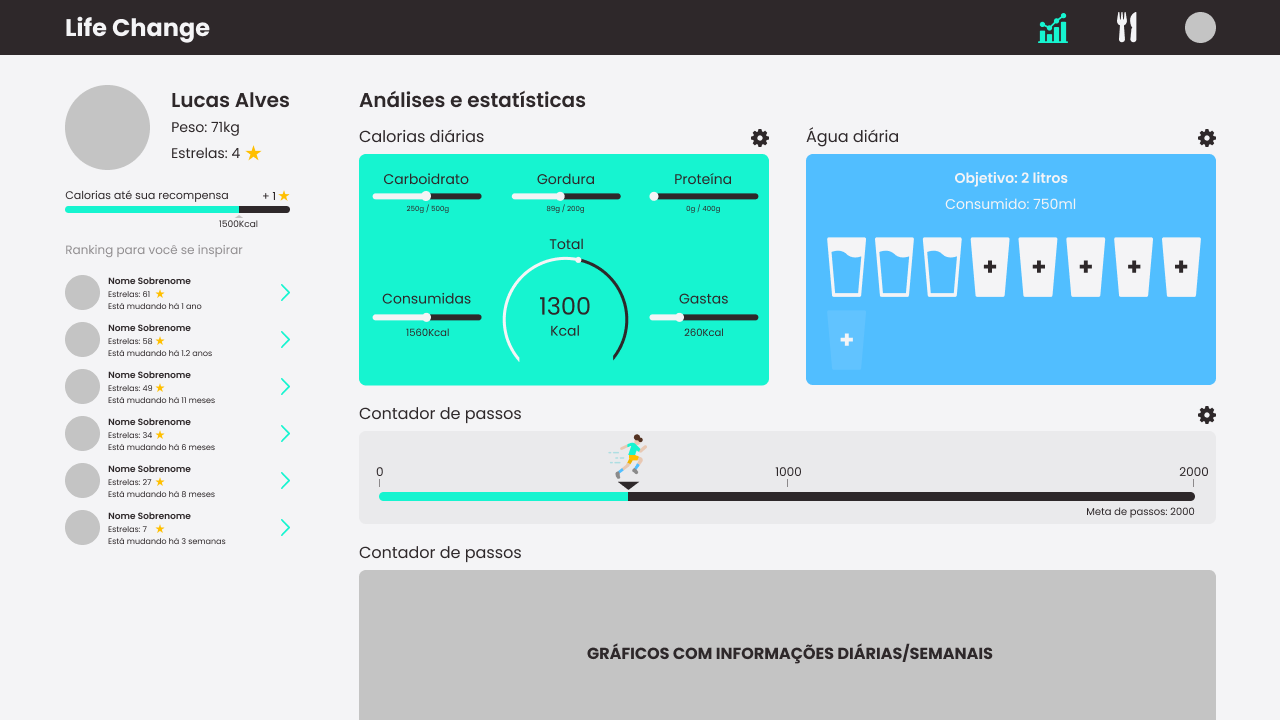 Life Change
Lucas Alves
Peso: 71kg
Estrelas: 4
Calorias até sua recompensa
+ 1
1500Kcal
Ranking para você se inspirar
Nome Sobrenome
Estrelas: 61
Está mudando há 1 ano
Nome Sobrenome
Estrelas: 58
Está mudando há 1.2 anos
Nome Sobrenome
Estrelas: 49
Está mudando há 11 meses
Nome Sobrenome
Estrelas: 34
Está mudando há 6 meses
Nome Sobrenome
Estrelas: 27
Está mudando há 8 meses
Nome Sobrenome
Estrelas: 7
Está mudando há 3 semanas
Análises e estatísticas
Calorias diárias
Carboidrato
250g / 500g
Gordura
89g / 200g
Proteína
0g / 400g
Total
1300
Kcal
Consumidas
1560Kcal
Gastas
260Kcal
Água diária
Objetivo: 2 litros
Consumido: 750ml
Contador de passos
0
1000
2000
Meta de passos: 2000
Contador de passos
GRÁFICOS COM INFORMAÇÕES DIÁRIAS/SEMANAIS